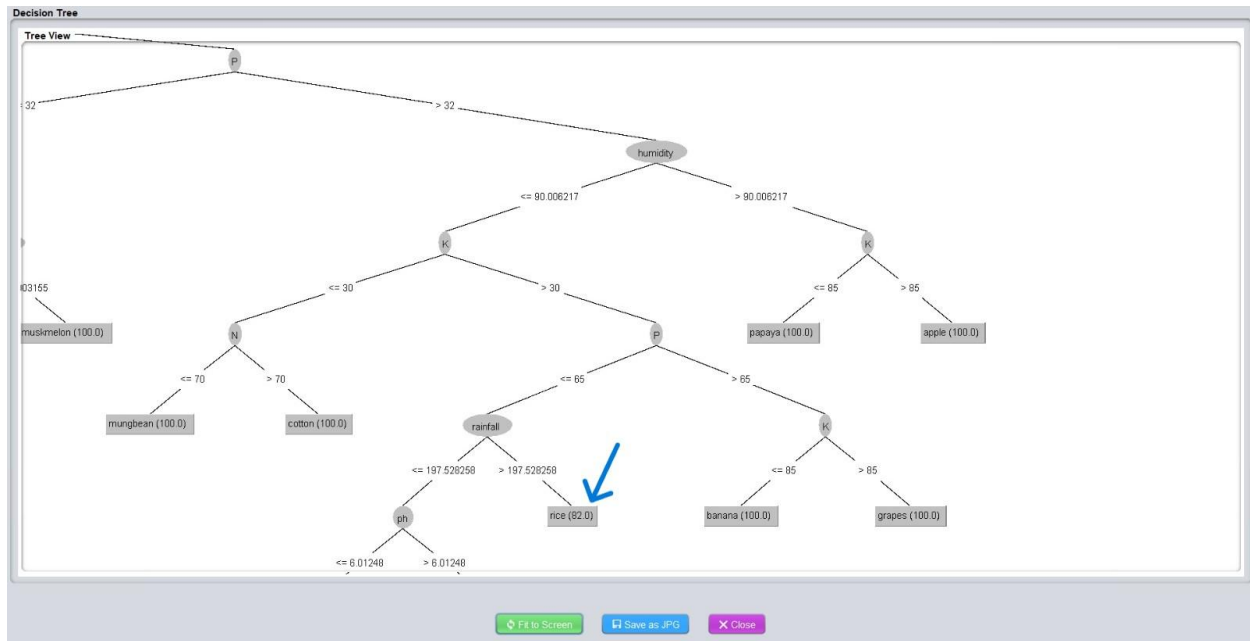 Decision Tree
Tree View
P
32
> 32
humidity
<= 90.006217
> 90.006217
K
K
003165
<= 30
> 30
<= 85
> 85
muskmelon (100.0)
N
P
papaya (100.0)
apple (100.0)
<= 70
> 70
<= 65
> 65
mungbean (100.0)
cotton (100.0)
rainfall
K
<= 197.528258
> 197.528258
<= 85
> 85
ph
rice (82.0)
banana (100.0)
grapes (100.0)
<= 6.01248
> 6.01248
Fit to Screen
Save as JPG
Close